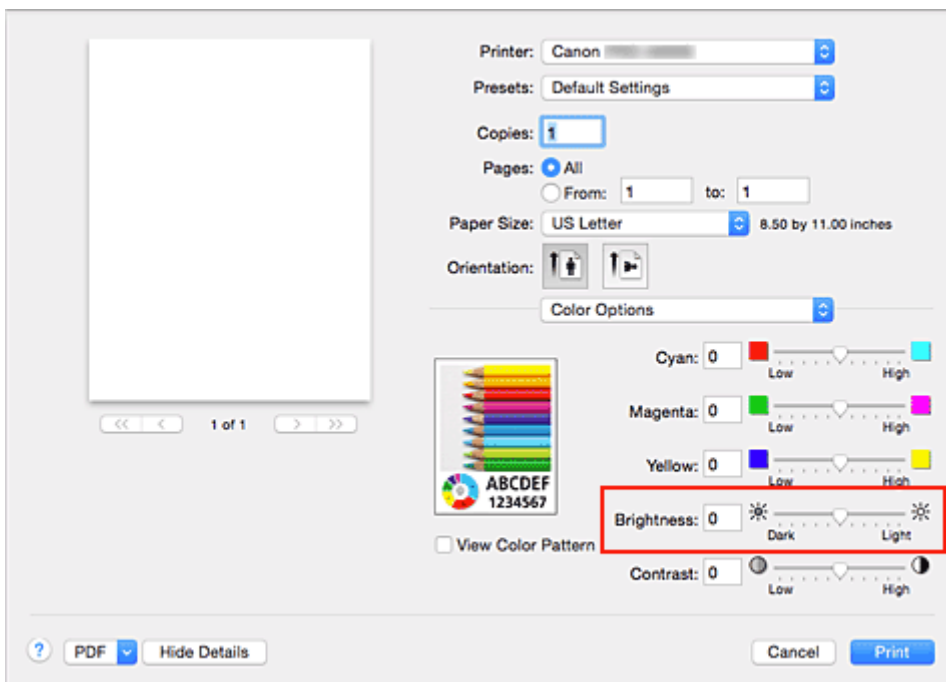 Printer: Canon
Presets: Default Settings
Copies: 1
Pages: All
From: 1 to: 1
Paper Size: US Letter 8.50 by 11.00 inches
Orientation:
Color Options
Cyan: 0
Low High
Magenta: 0
Low High
Yellow: 0
Low High
ABCDEF
1234567
Brightness: 0
Dark Light
View Color Pattern
Contrast: 0
Low High
<< < 1 of 1 > >>
? PDF Hide Details Cancel Print